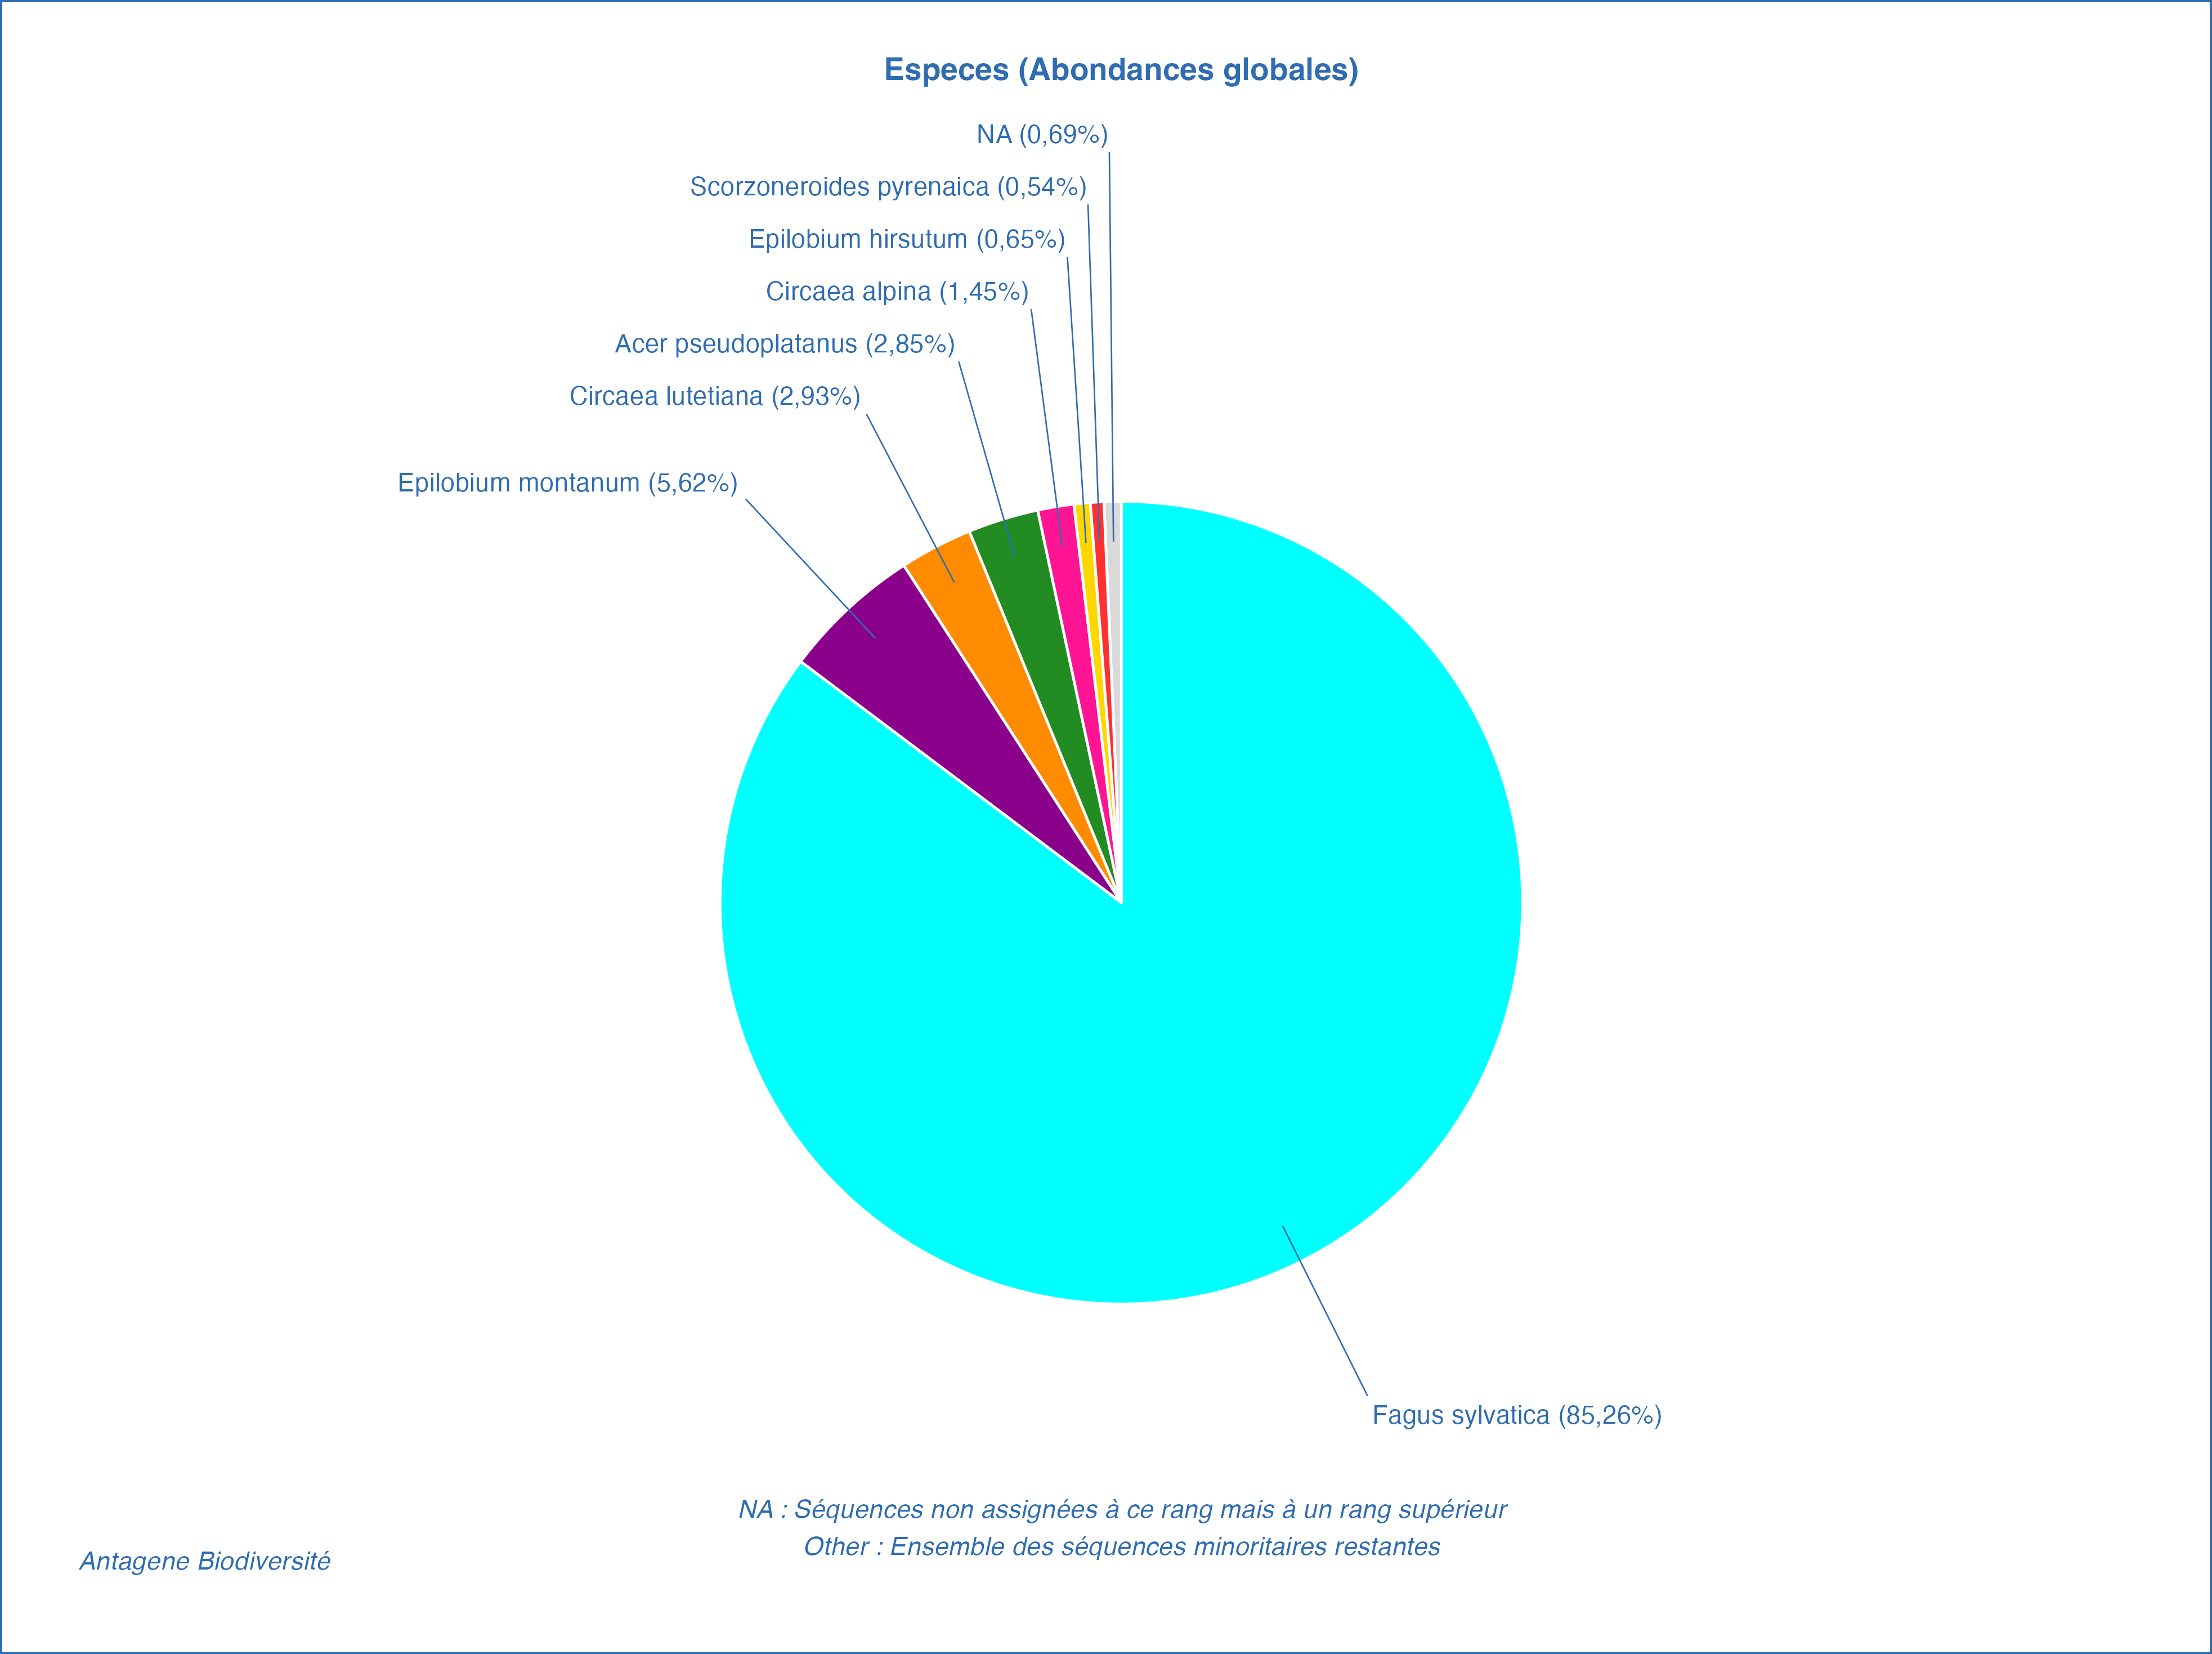 Especes (Abondances globales)
NA (0,69%)
Scorzoneroides pyrenaica (0,54%)
Epilobium hirsutum (0,65%)
Circaea alpina (1,45%)
Acer pseudoplatanus (2,85%)
Circaea lutetiana (2,93%)
Epilobium montanum (5,62%)
Fagus sylvatica (85,26%)
NA : Séquences non assignées à ce rang mais à un rang supérieur
Other : Ensemble des séquences minoritaires restantes
Antagene Biodiversité